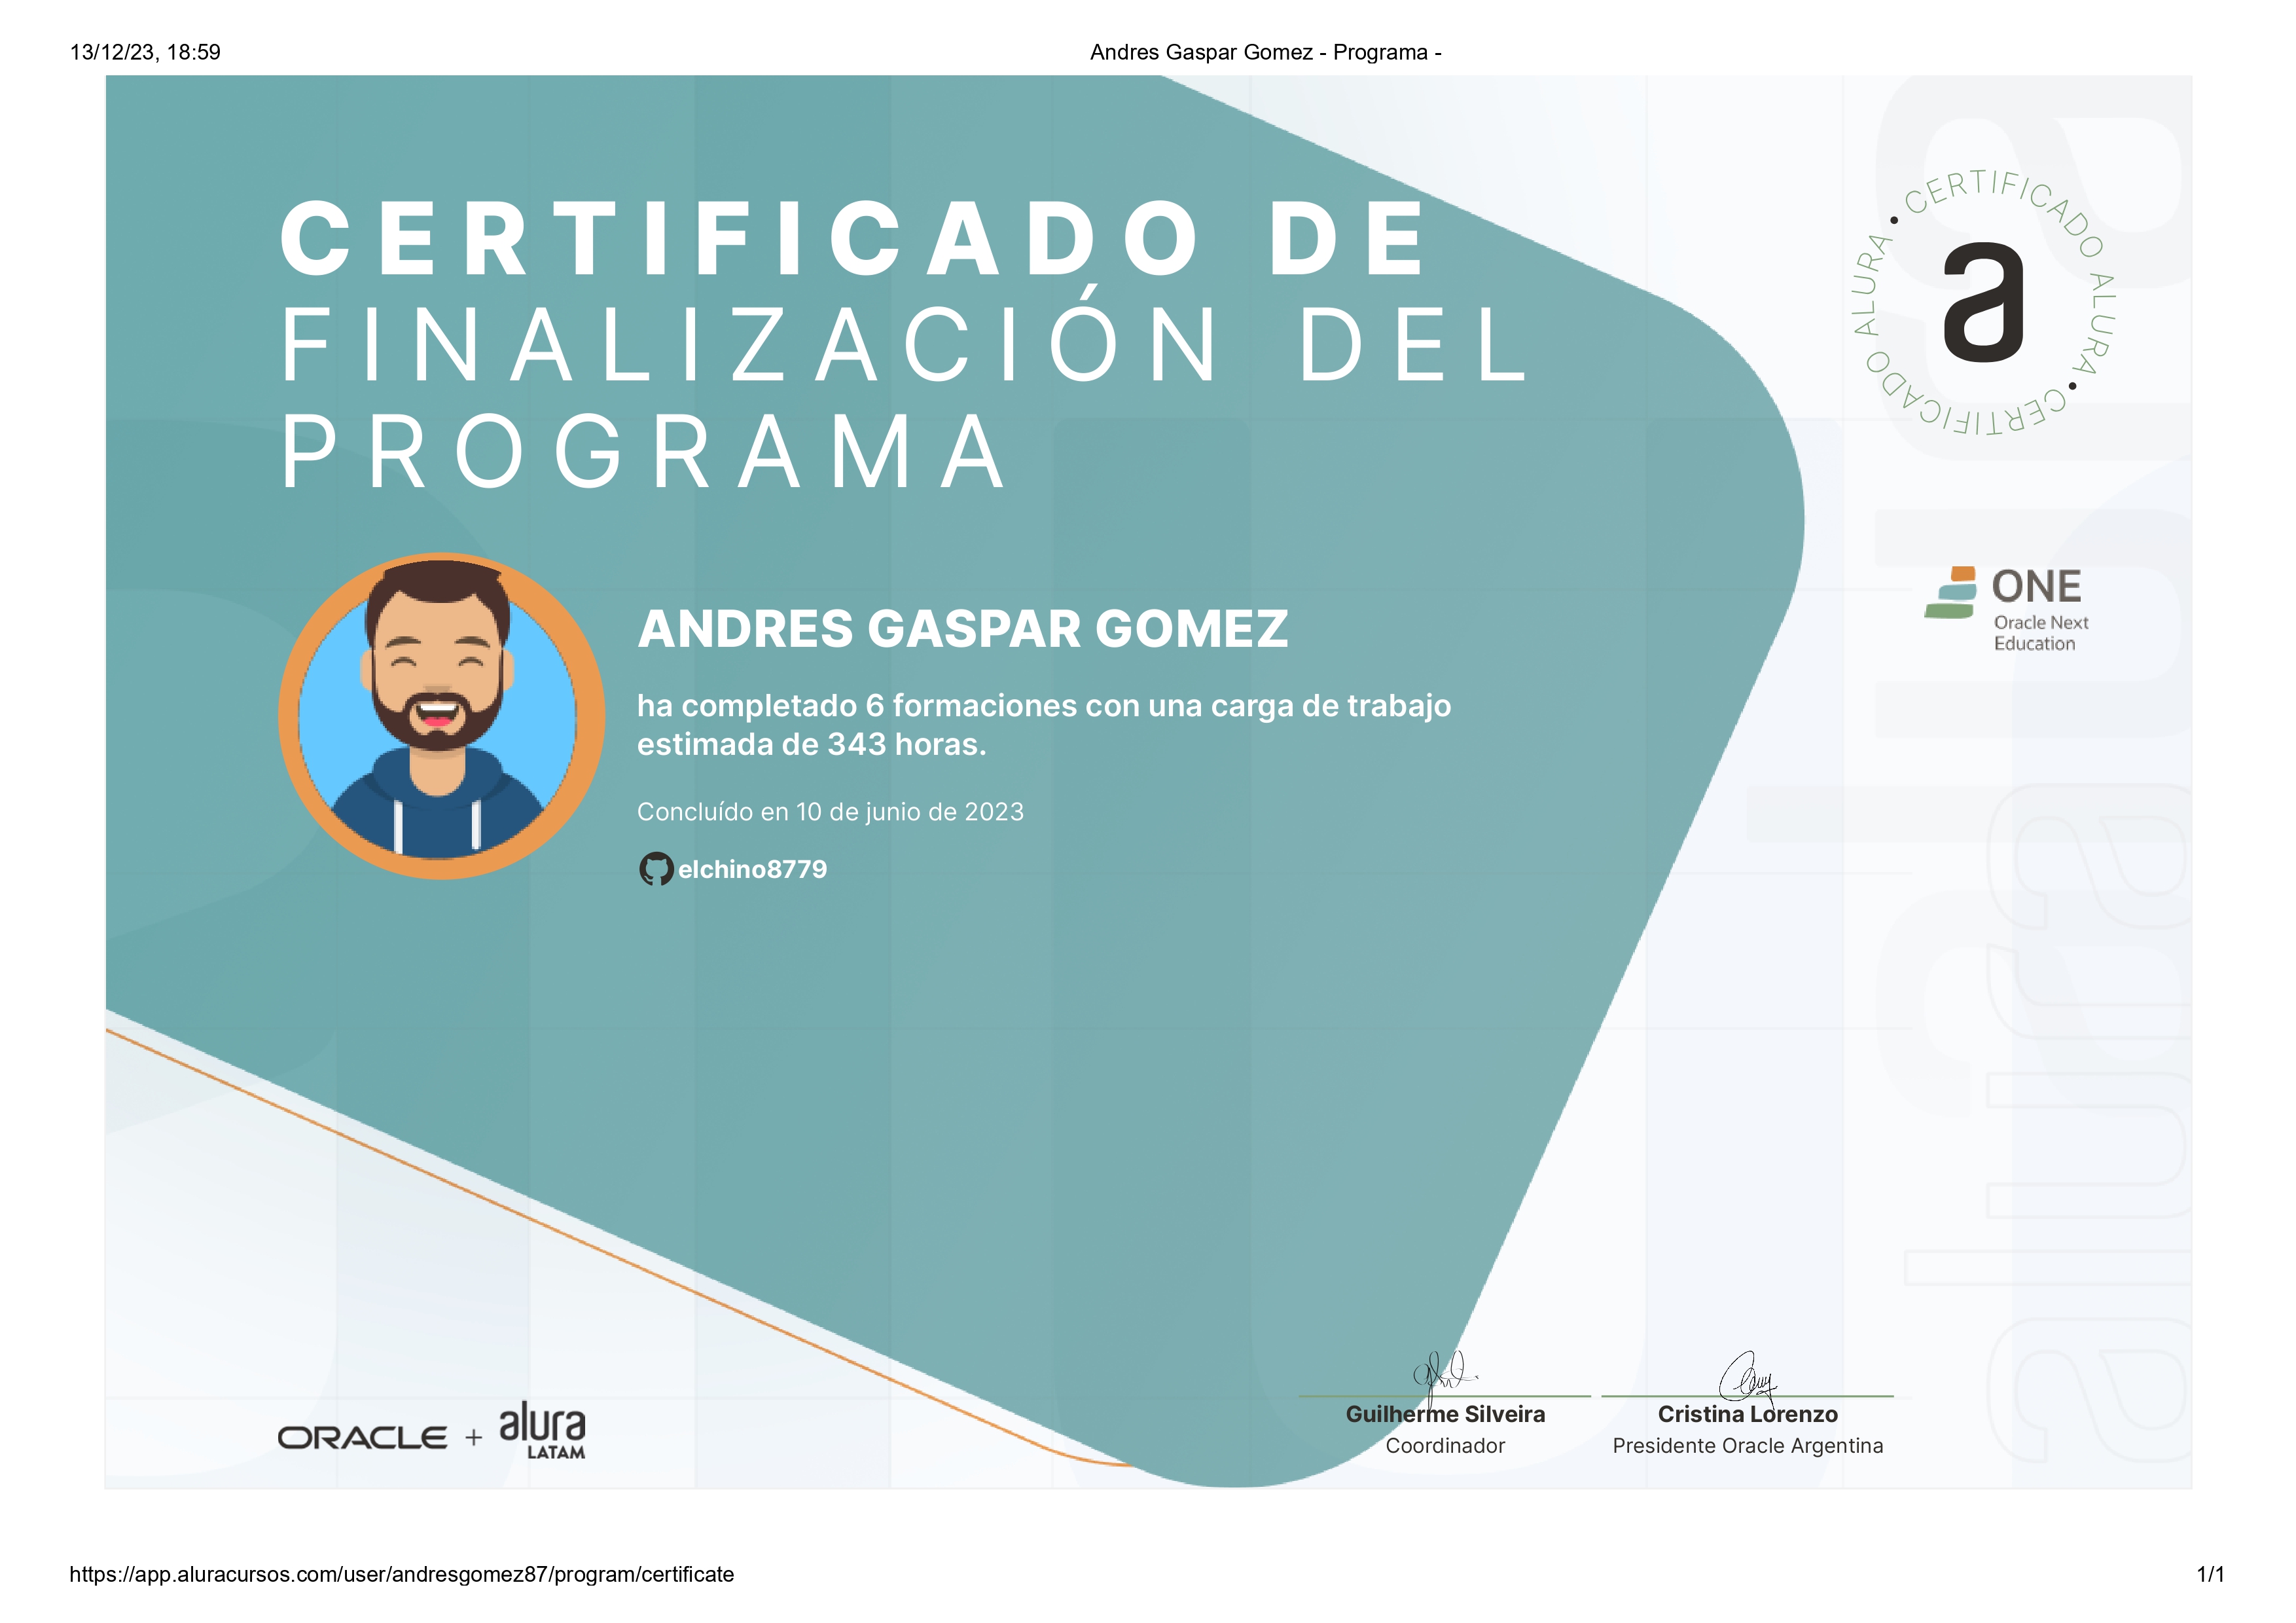 13/12/23, 18:59
Andres Gaspar Gomez - Programa -
CERTIFICADO DE
FINALIZACIÓN DEL
PROGRAMA
• CERTIFICADO ALURA • CERTIFICADO ALURA
a
ONE
Oracle Next
Education
ANDRES GASPAR GOMEZ
ha completado 6 formaciones con una carga de trabajo
estimada de 343 horas.
Concluído en 10 de junio de 2023
elchino8779
alura
ORACLE + alura
LATAM
Guilherme Silveira
Coordinador
Cristina Lorenzo
Presidente Oracle Argentina
https://app.aluracursos.com/user/andresgomez87/program/certificate
1/1